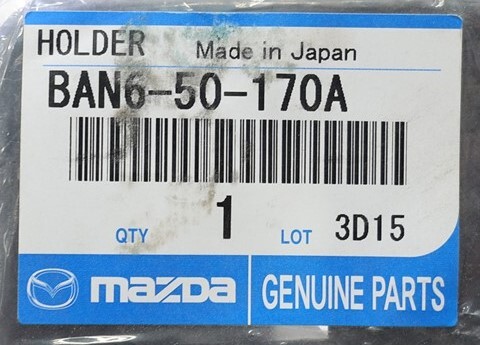 HOLDER Made in Japan
BAN6-50-170A
QTY 1 LOT 3D15
mazda GENUINE PARTS